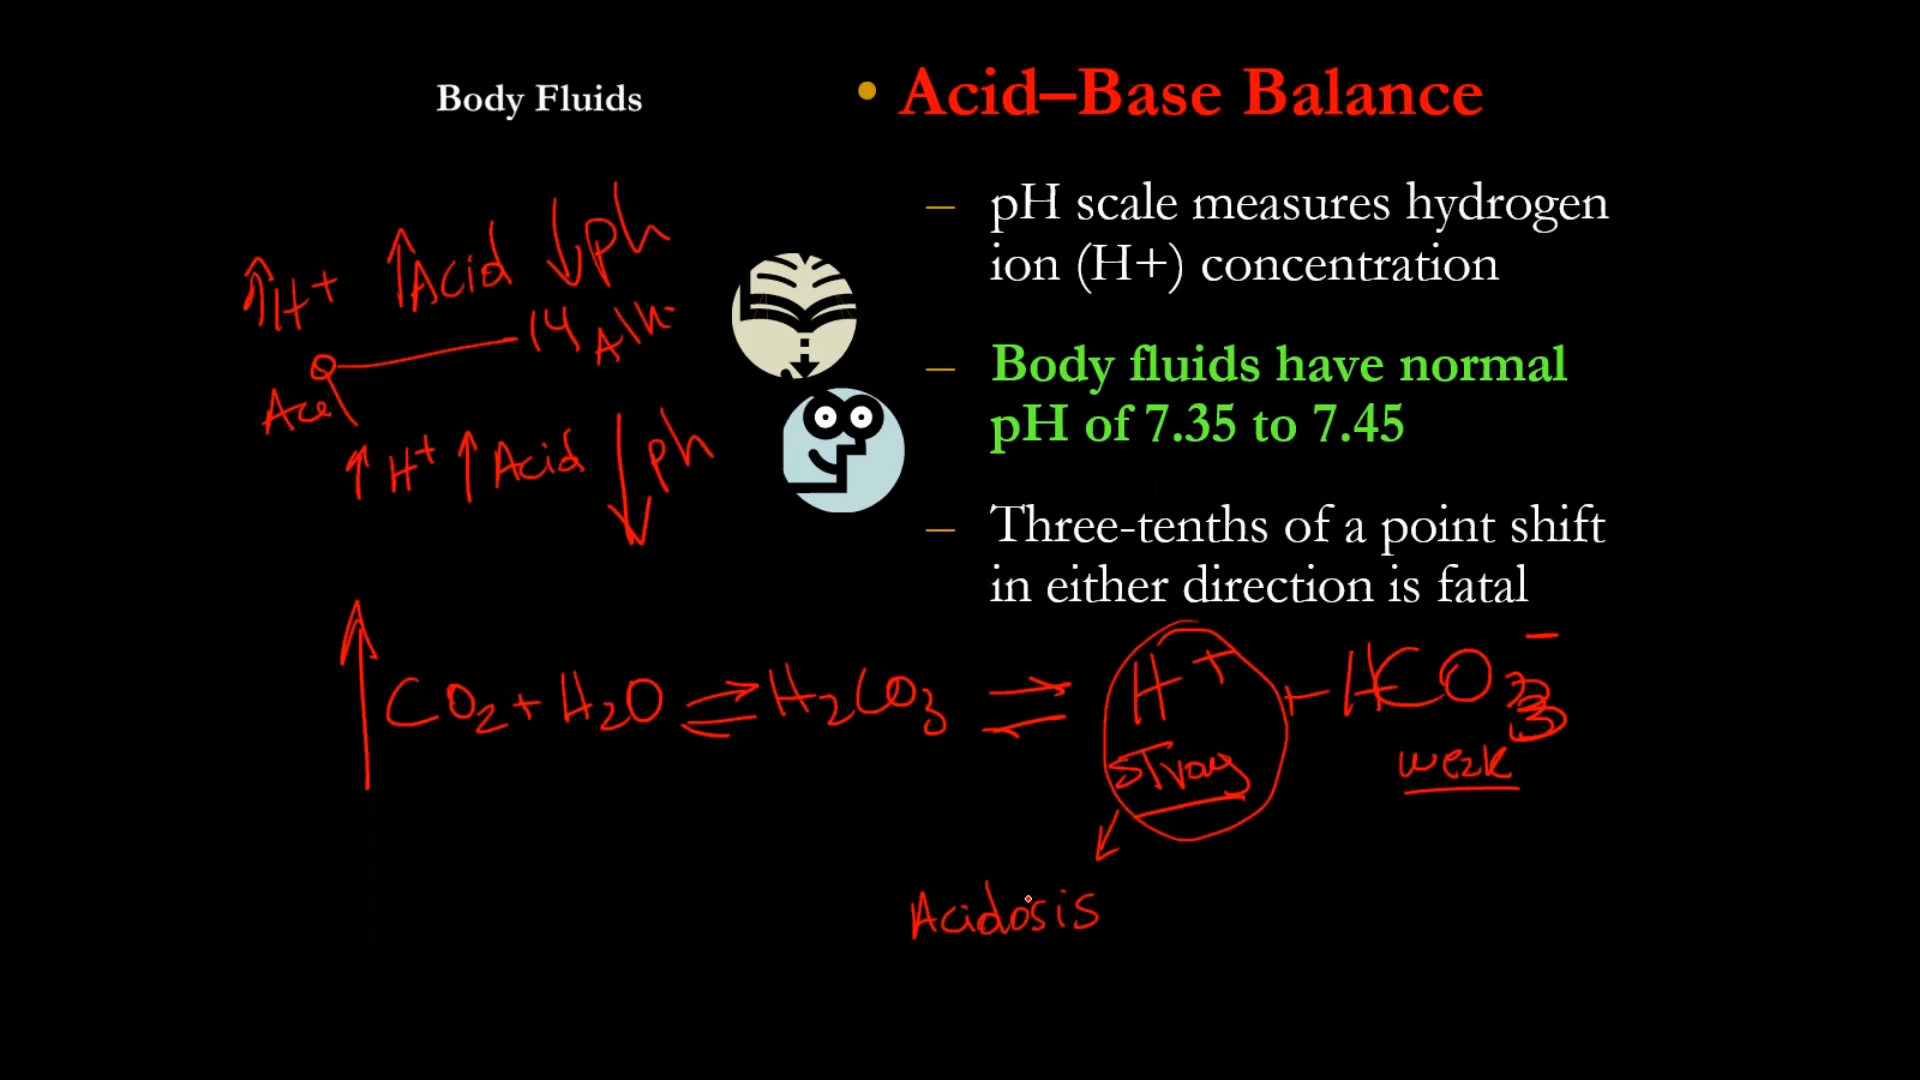 Body Fluids
• Acid–Base Balance
– pH scale measures hydrogen
ion (H+) concentration
– Body fluids have normal
pH of 7.35 to 7.45
– Three-tenths of a point shift
in either direction is fatal
↑H+ ↑Acid ↓ph
14 Alk
↑ H+ ↑ Acid ↓ ph
↑ CO2 + H2O ⇌ H2CO3 ⇌ H+ + HCO3-
strong weak
Acidosis